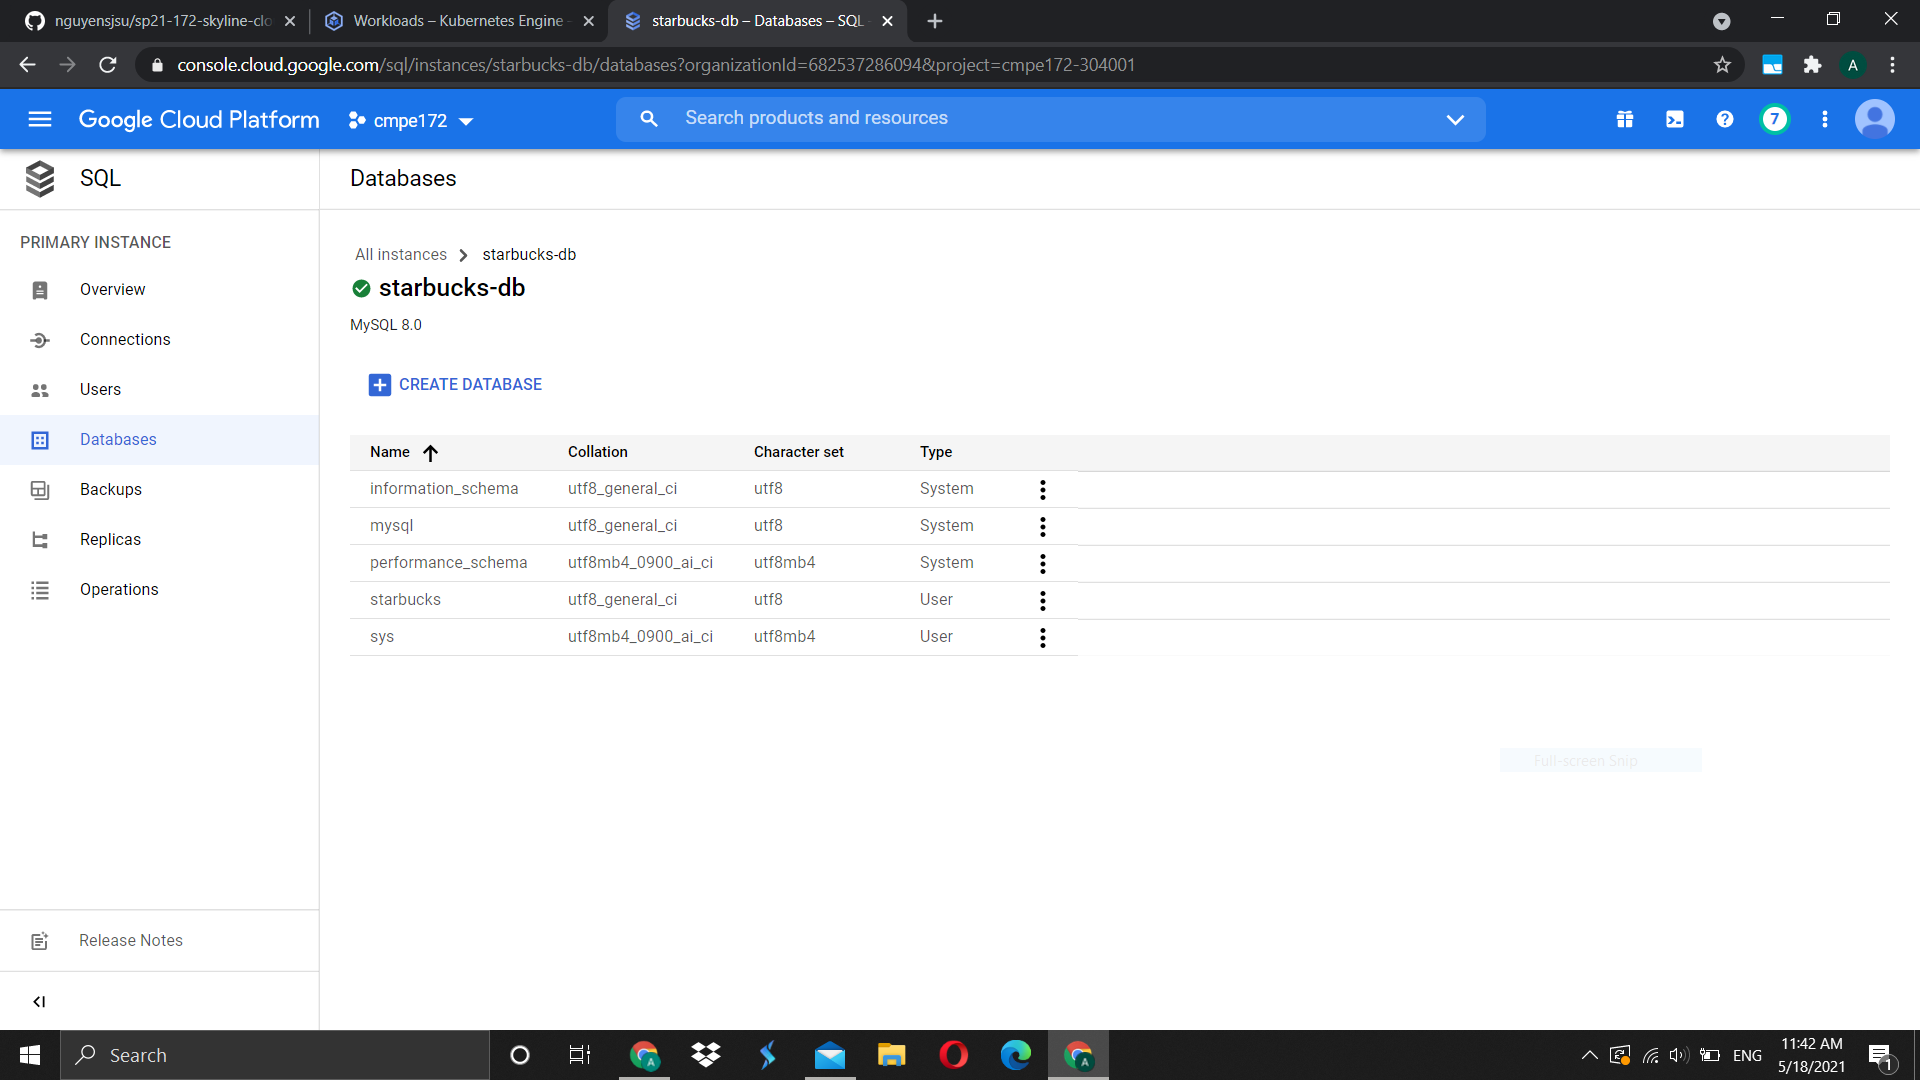 nguyensjsu/sp21-172-skyline-clo
Workloads – Kubernetes Engine
starbucks-db – Databases – SQL
console.cloud.google.com/sql/instances/starbucks-db/databases?organizationId=682537286094&project=cmpe172-304001
A
Google Cloud Platform
cmpe172
Search products and resources
7
SQL
Databases
PRIMARY INSTANCE
Overview
Connections
Users
Databases
Backups
Replicas
Operations
Release Notes
All instances
starbucks-db
starbucks-db
MySQL 8.0
CREATE DATABASE
Name Collation Character set Type
information_schema utf8_general_ci utf8 System
mysql utf8_general_ci utf8 System
performance_schema utf8mb4_0900_ai_ci utf8mb4 System
starbucks utf8_general_ci utf8 User
sys utf8mb4_0900_ai_ci utf8mb4 User
Full-screen Snip
Search
A
A
ENG
11:42 AM
5/18/2021
1